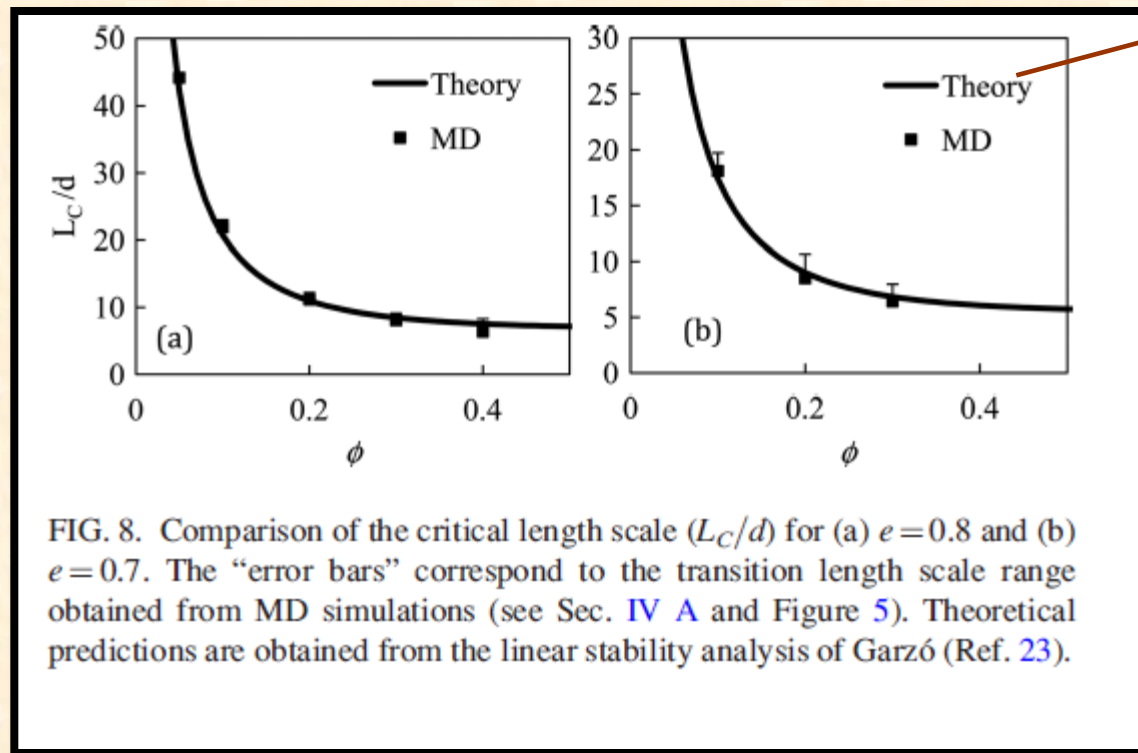 50
40
30
20
10
0
L_C/d
Theory
MD
(a)
0
0.2
0.4
ϕ
30
25
20
15
10
5
0
Theory
MD
(b)
0
0.2
0.4
ϕ
FIG. 8. Comparison of the critical length scale (L_C/d) for (a) e = 0.8 and (b)
e = 0.7. The “error bars” correspond to the transition length scale range
obtained from MD simulations (see Sec. IV A and Figure 5). Theoretical
predictions are obtained from the linear stability analysis of Garzó (Ref. 23).